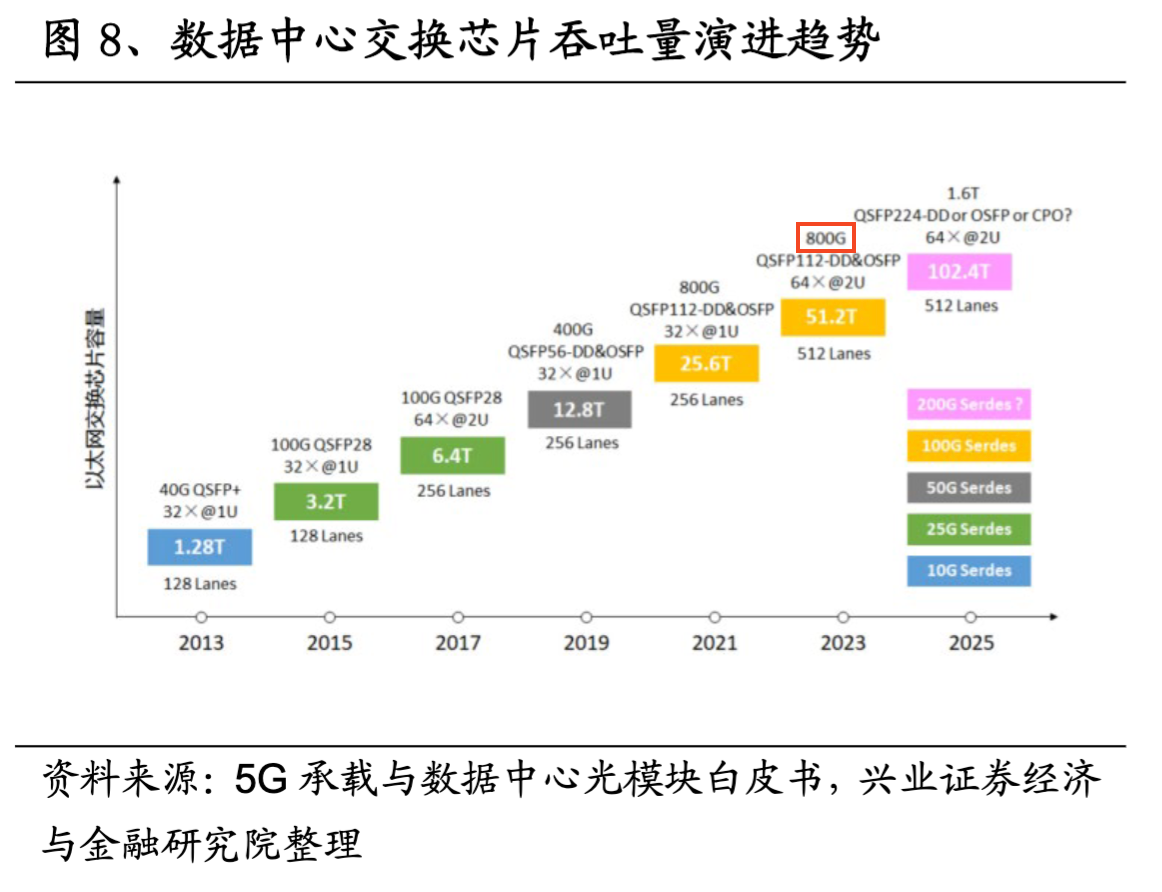 图 8、数据中心交换芯片吞吐量演进趋势
以太网交换芯片容量
40G QSFP+
32×@1U
1.28T
128 Lanes
100G QSFP28
32×@1U
3.2T
128 Lanes
100G QSFP28
64×@2U
6.4T
256 Lanes
400G
QSFP56-DD&OSFP
32×@1U
12.8T
256 Lanes
800G
QSFP112-DD&OSFP
32×@1U
25.6T
256 Lanes
800G
QSFP112-DD&OSFP
64×@2U
51.2T
512 Lanes
1.6T
QSFP224-DD or OSFP or CPO?
64×@2U
102.4T
512 Lanes
200G Serdes ?
100G Serdes
50G Serdes
25G Serdes
10G Serdes
2013
2015
2017
2019
2021
2023
2025
资料来源：5G 承载与数据中心光模块白皮书，兴业证券经济
与金融研究院整理